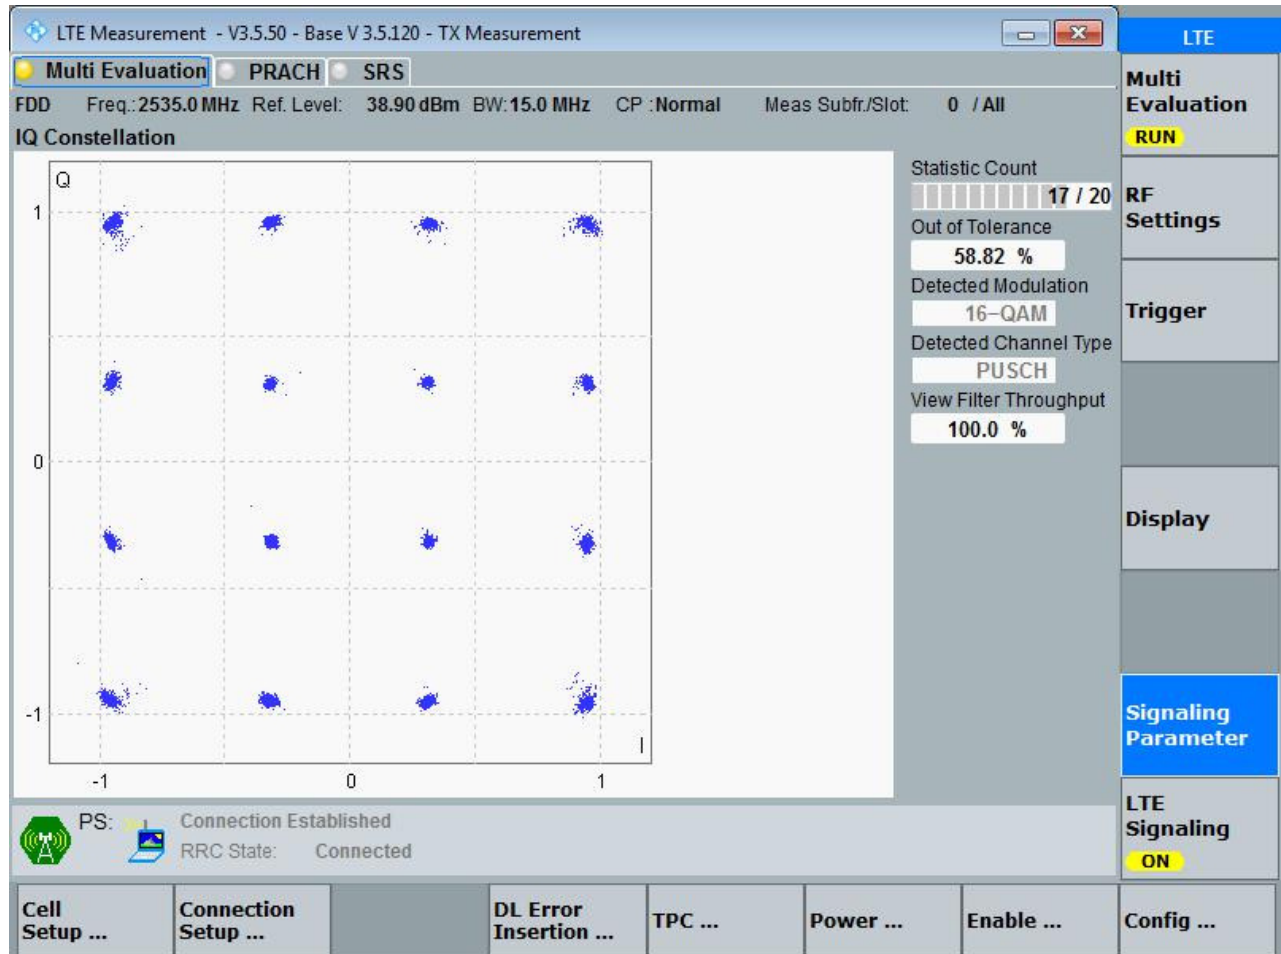 LTE Measurement - V3.5.50 - Base V 3.5.120 - TX Measurement
Multi Evaluation PRACH SRS
FDD Freq.: 2535.0 MHz Ref. Level: 38.90 dBm BW: 15.0 MHz CP : Normal Meas Subfr./Slot: 0 / All
IQ Constellation
Q
1
0
-1
I
-1 0 1
Statistic Count
17 / 20
Out of Tolerance
58.82 %
Detected Modulation
16-QAM
Detected Channel Type
PUSCH
View Filter Throughput
100.0 %
PS: Connection Established
RRC State: Connected
LTE
Multi
Evaluation
RUN
RF
Settings
Trigger
Display
Signaling
Parameter
LTE
Signaling
ON
Cell
Setup ...
Connection
Setup ...
DL Error
Insertion ...
TPC ...
Power ...
Enable ...
Config ...